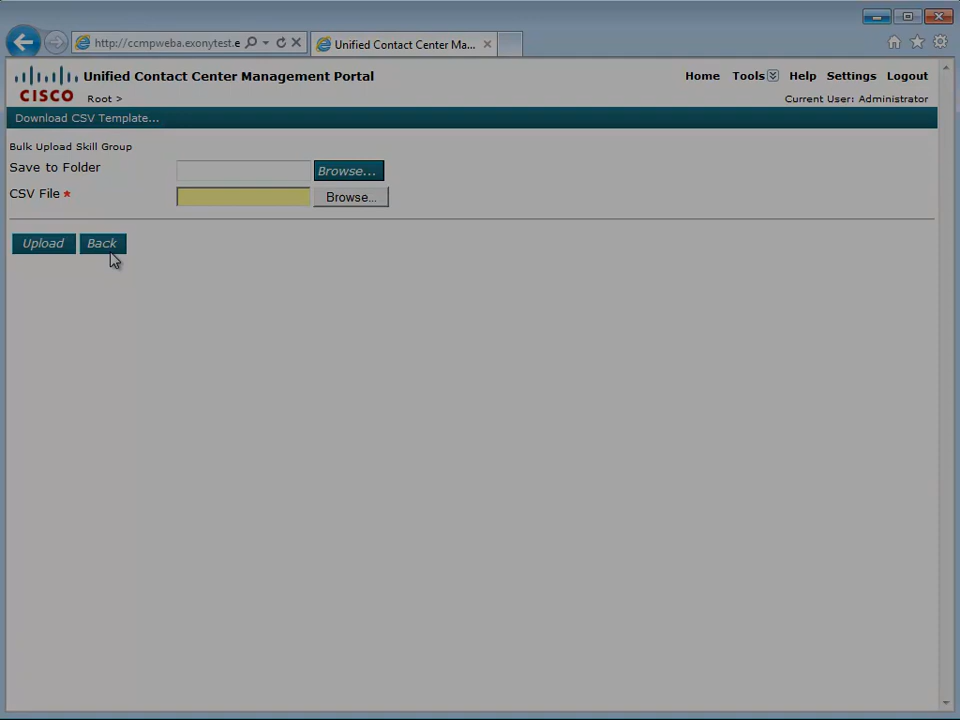 http://ccmpweba.exonytest.e
Unified Contact Center Ma...
CISCO
Unified Contact Center Management Portal
Home Tools Help Settings Logout
Root >
Current User: Administrator
Download CSV Template...
Bulk Upload Skill Group
Save to Folder
Browse...
CSV File *
Browse...
Upload Back